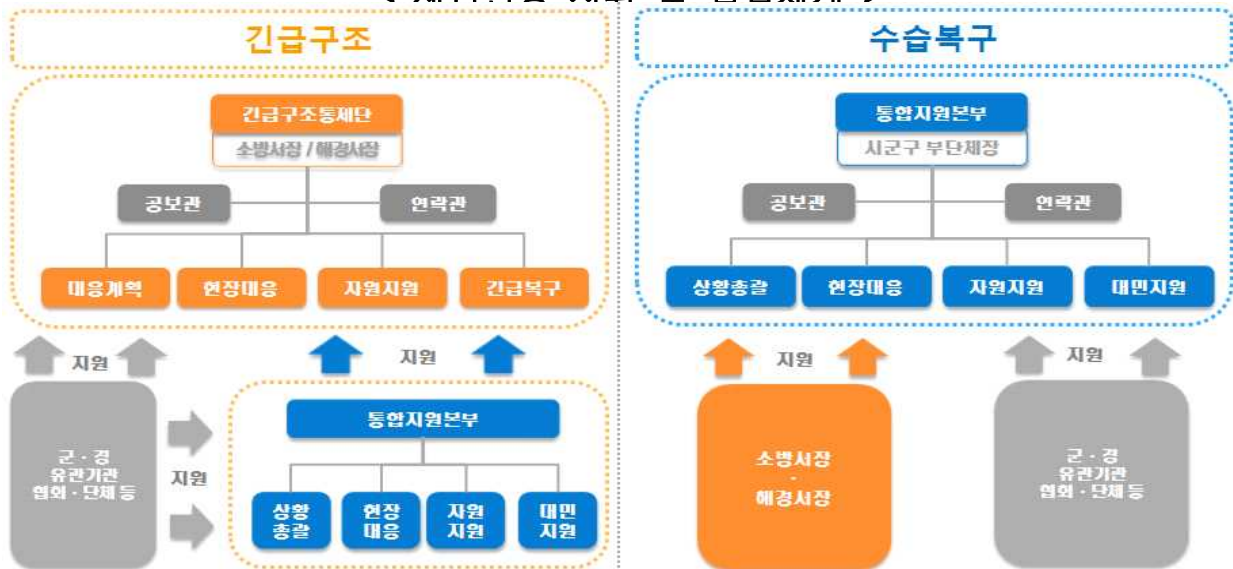 긴급구조
긴급구조통제단
소방서장 / 해경서장
공보관
연락관
대응계획
현장대응
자원지원
긴급복구
지원
지원
군 · 경
유관기관
협회 · 단체 등
지원
통합지원본부
상황
총괄
현장
대응
자원
지원
대민
지원
수습복구
통합지원본부
시군구 부단체장
공보관
연락관
상황총괄
현장대응
자원지원
대민지원
지원
지원
소방서장
·
해경서장
군 · 경
유관기관
협회 · 단체 등